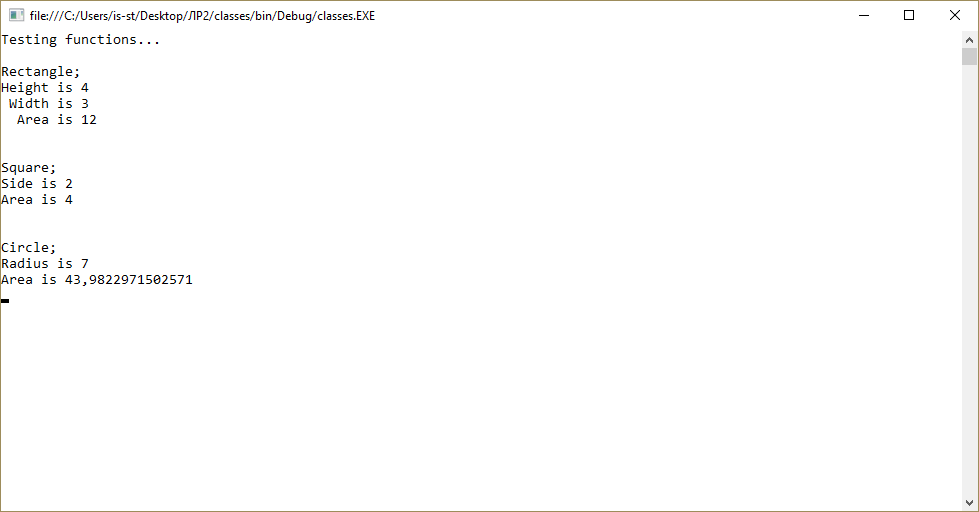 file:///C:/Users/is-st/Desktop/ЛР2/classes/bin/Debug/classes.EXE
Testing functions...
Rectangle;
Height is 4
Width is 3
Area is 12
Square;
Side is 2
Area is 4
Circle;
Radius is 7
Area is 43,9822971502571